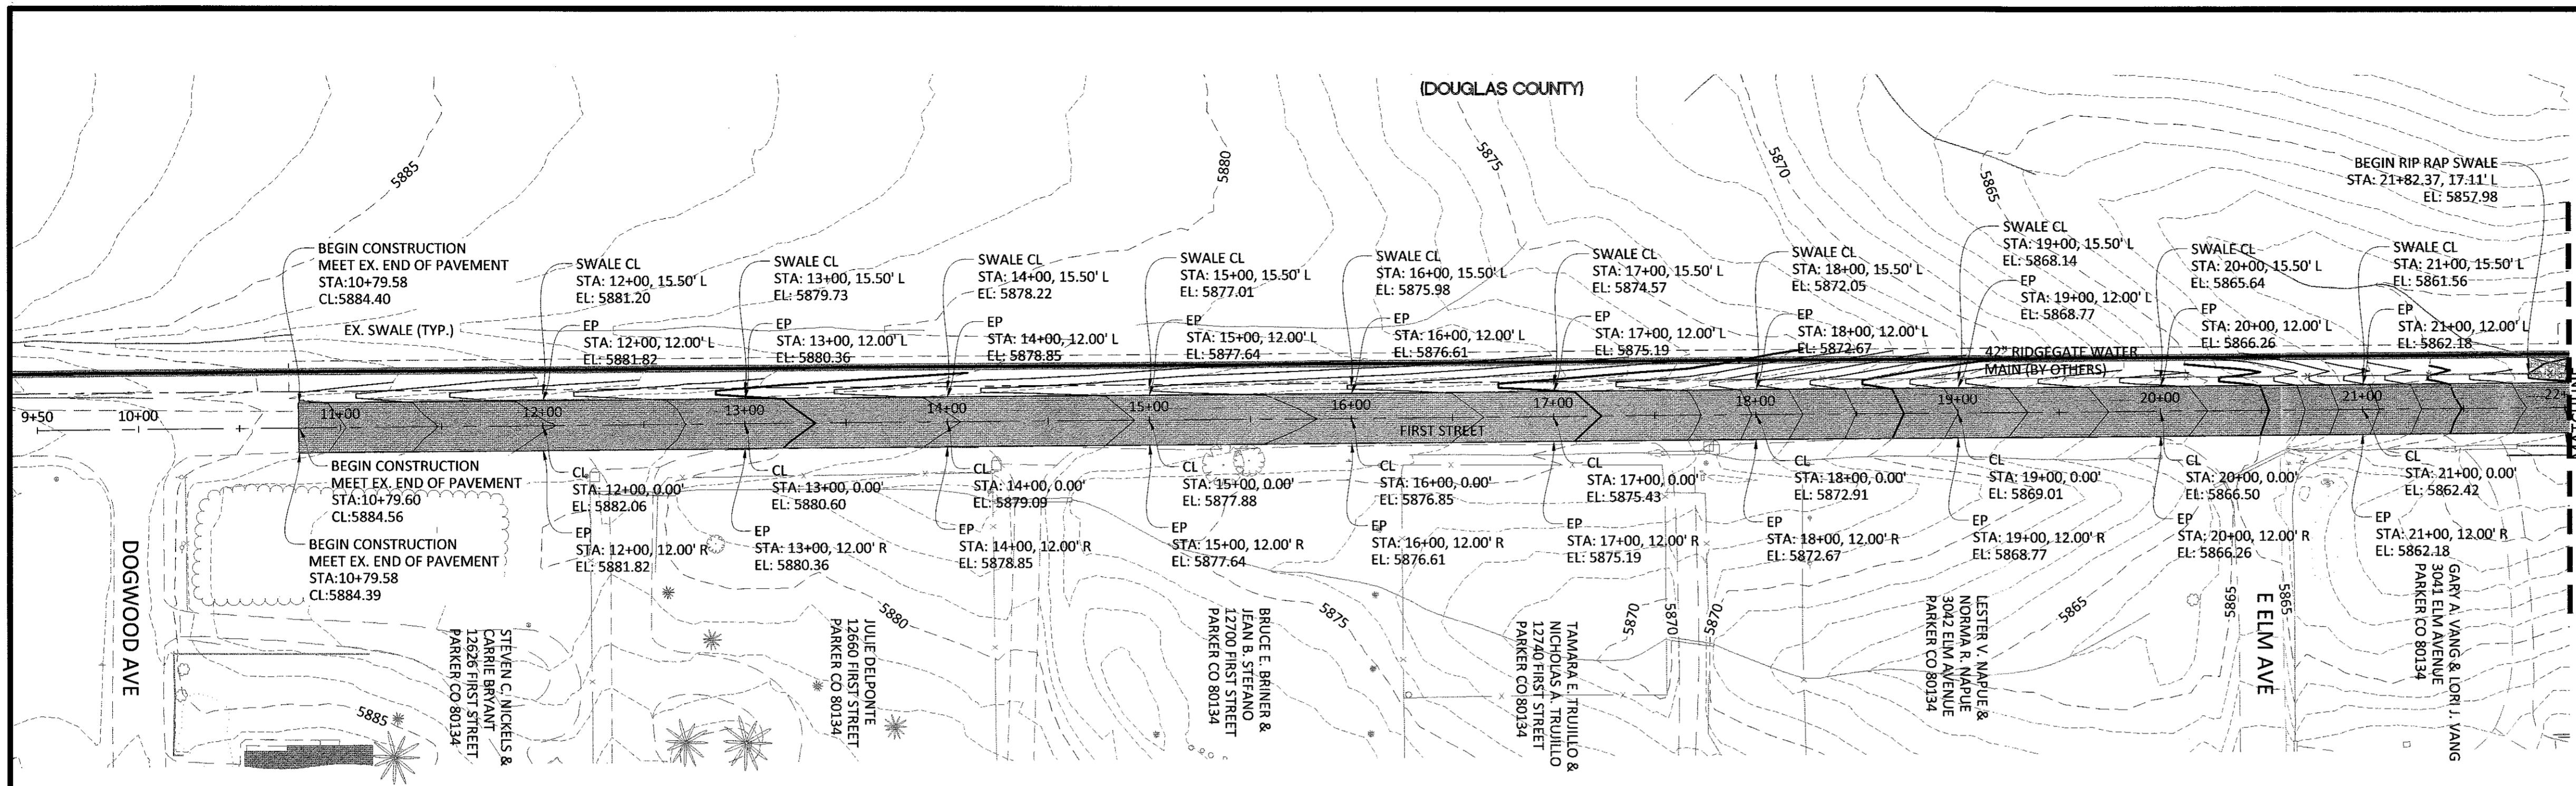 (DOUGLAS COUNTY)
5885
5880
5875
5870
5865
BEGIN RIP RAP SWALE
STA: 21+82.37, 17.11' L
EL: 5857.98
BEGIN CONSTRUCTION
MEET EX. END OF PAVEMENT
STA:10+79.58
CL:5884.40
SWALE CL
STA: 12+00, 15.50' L
EL: 5881.20
SWALE CL
STA: 13+00, 15.50' L
EL: 5879.73
SWALE CL
STA: 14+00, 15.50' L
EL: 5878.22
SWALE CL
STA: 15+00, 15.50' L
EL: 5877.01
SWALE CL
STA: 16+00, 15.50' L
EL: 5875.98
SWALE CL
STA: 17+00, 15.50' L
EL: 5874.57
SWALE CL
STA: 18+00, 15.50' L
EL: 5872.05
SWALE CL
STA: 19+00, 15.50' L
EL: 5868.14
SWALE CL
STA: 20+00, 15.50' L
EL: 5865.64
SWALE CL
STA: 21+00, 15.50' L
EL: 5861.56
EX. SWALE (TYP.)
EP
STA: 12+00, 12.00' L
EL: 5881.82
EP
STA: 13+00, 12.00' L
EL: 5880.36
EP
STA: 14+00, 12.00' L
EL: 5878.85
EP
STA: 15+00, 12.00' L
EL: 5877.64
EP
STA: 16+00, 12.00' L
EL: 5876.61
EP
STA: 17+00, 12.00' L
EL: 5875.19
EP
STA: 18+00, 12.00' L
EL: 5872.67
EP
STA: 19+00, 12.00' L
EL: 5868.77
EP
STA: 20+00, 12.00' L
EL: 5866.26
EP
STA: 21+00, 12.00' L
EL: 5862.18
42" RIDGEGATE WATER
MAIN (BY OTHERS)
9+50
10+00
11+00
12+00
13+00
14+00
15+00
16+00
17+00
18+00
19+00
20+00
21+00
FIRST STREET
BEGIN CONSTRUCTION
MEET EX. END OF PAVEMENT
STA:10+79.60
CL:5884.56
CL
STA: 12+00, 0.00'
EL: 5882.06
CL
STA: 13+00, 0.00'
EL: 5880.60
CL
STA: 14+00, 0.00'
EL: 5879.09
CL
STA: 15+00, 0.00'
EL: 5877.88
CL
STA: 16+00, 0.00'
EL: 5876.85
CL
STA: 17+00, 0.00'
EL: 5875.43
CL
STA: 18+00, 0.00'
EL: 5872.91
CL
STA: 19+00, 0.00'
EL: 5869.01
CL
STA: 20+00, 0.00'
EL: 5866.50
CL
STA: 21+00, 0.00'
EL: 5862.42
BEGIN CONSTRUCTION
MEET EX. END OF PAVEMENT
STA:10+79.58
CL:5884.39
EP
STA: 12+00, 12.00' R
EL: 5881.82
EP
STA: 13+00, 12.00' R
EL: 5880.36
EP
STA: 14+00, 12.00' R
EL: 5878.85
EP
STA: 15+00, 12.00' R
EL: 5877.64
EP
STA: 16+00, 12.00' R
EL: 5876.61
EP
STA: 17+00, 12.00' R
EL: 5875.19
EP
STA: 18+00, 12.00' R
EL: 5872.67
EP
STA: 19+00, 12.00' R
EL: 5868.77
EP
STA: 20+00, 12.00' R
EL: 5866.26
EP
STA: 21+00, 12.00' R
EL: 5862.18
DOGWOOD AVE
5885
STEVEN C. NICKELS &
CARRIE BRYANT
12626 FIRST STREET
PARKER CO 80134
JULIE DELPONTE
12660 FIRST STREET
PARKER CO 80134
5880
BRUCE E. BRINER &
JEAN B. STEFANO
12700 FIRST STREET
PARKER CO 80134
5875
TAMARA E. TRUJILLO &
NICHOLAS A. TRUJILLO
12740 FIRST STREET
PARKER CO 80134
5870
5870
5870
LESTER V. NAPUE &
NORMA R. NAPUE
3042 ELM AVENUE
PARKER CO 80134
5865
5865
5865
E ELM AVE
GARY A. VANG & LORI J. VANG
3041 ELM AVENUE
PARKER CO 80134